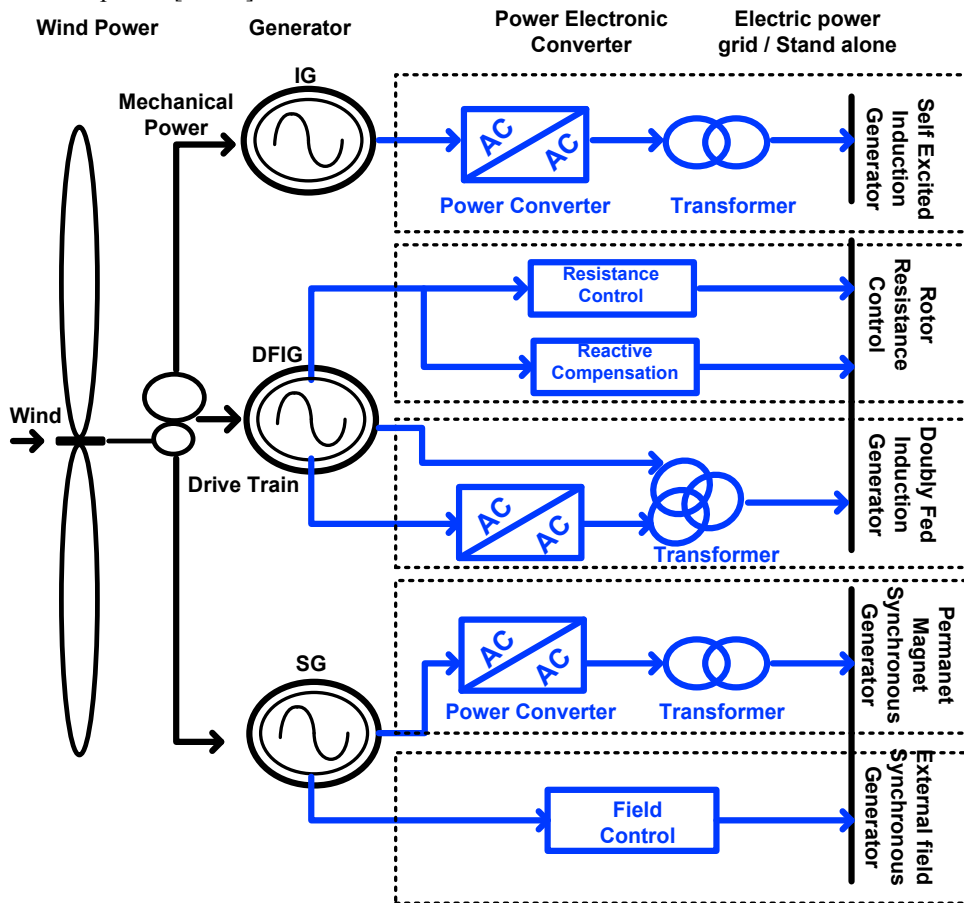 Wind Power
Generator
Power Electronic
Converter
Electric power
grid / Stand alone
IG
Mechanical
Power
AC
AC
Power Converter
Transformer
Self Excited
Induction
Generator
Resistance
Control
Reactive
Compensation
Rotor
Resistance
Control
DFIG
Wind
Drive Train
AC
AC
Transformer
Doubly Fed
Induction
Generator
SG
AC
AC
Power Converter
Transformer
Permanet
Magnet
Synchronous
Generator
Field
Control
External field
Synchronous
Generator